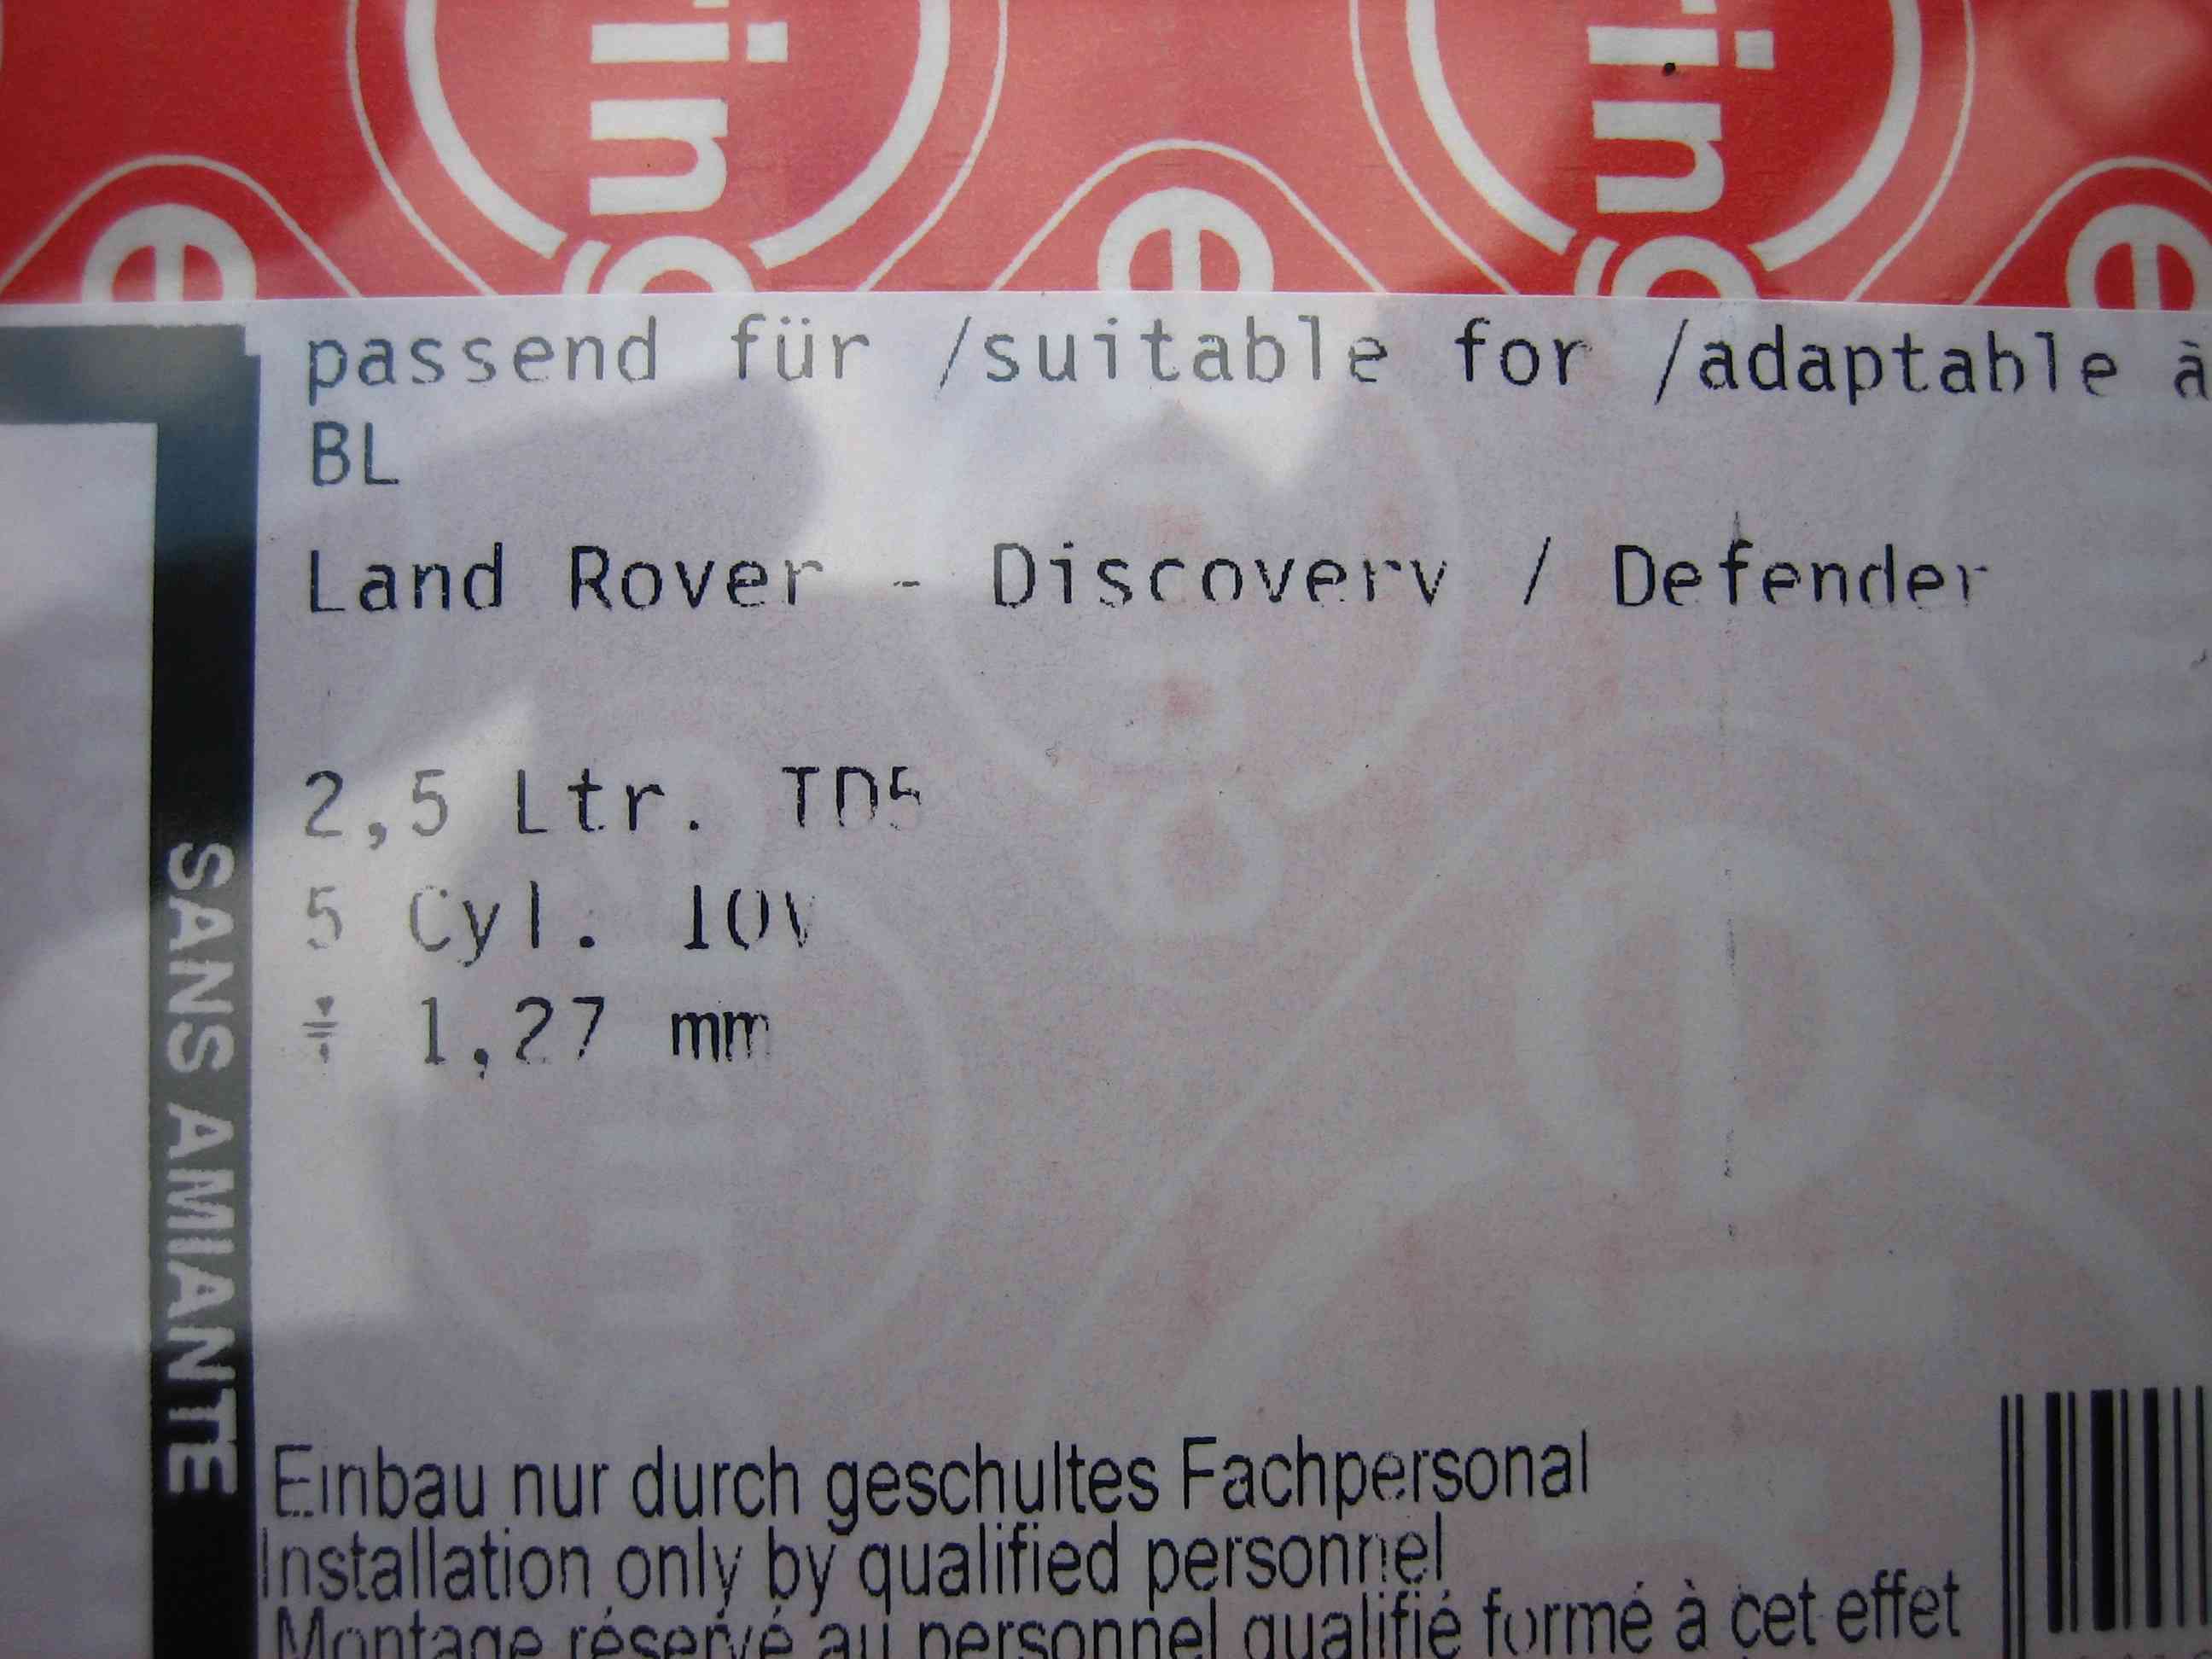 ring
ring
e
e
e
passend für /suitable for /adaptable à
BL
Land Rover - Discovery / Defender
2,5 Ltr. TD5
5 Cyl. 10V
1,27 mm
SANS AMIANTE
Einbau nur durch geschultes Fachpersonal
Installation only by qualified personnel
Montage réservé au personnel qualifié formé à cet effet